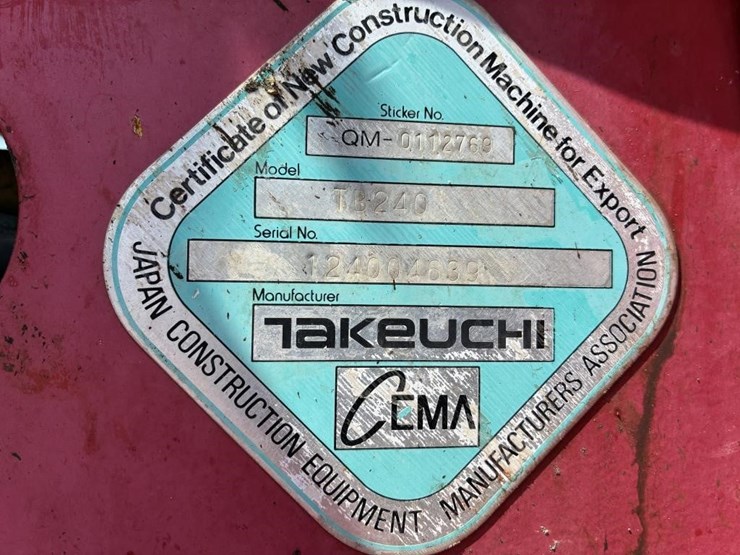 Certificate of New Construction Machine for Export
Sticker No.
QM-0112769
Model
TB240
Serial No.
124004639
Manufacturer
TAKEUCHI
CEMA
JAPAN CONSTRUCTION EQUIPMENT MANUFACTURERS ASSOCIATION